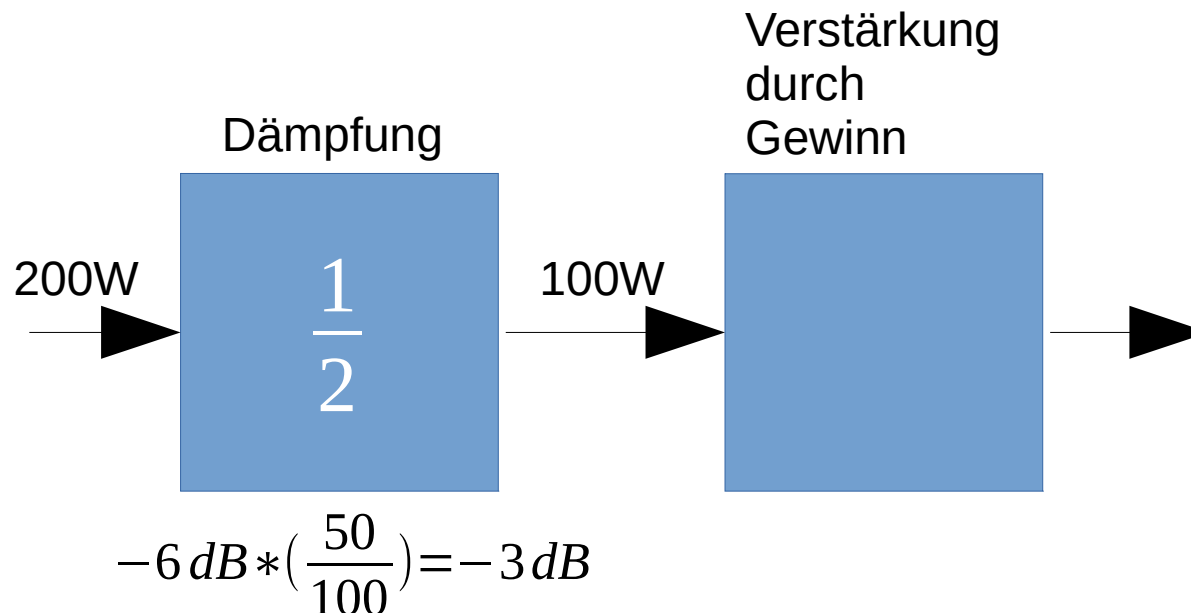 Verstärkung
durch
Gewinn
Dämpfung
200W
1
2
100W
−6 dB∗(50/100)=−3 dB